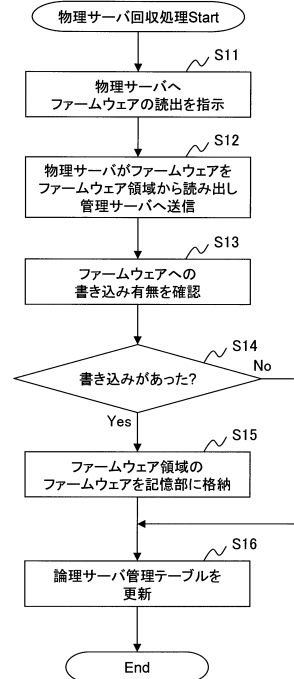 物理サーバ回収処理Start
S11
物理サーバへ
ファームウェアの読出を指示
S12
物理サーバがファームウェアを
ファームウェア領域から読み出し
管理サーバへ送信
S13
ファームウェアへの
書き込み有無を確認
S14
書き込みがあった?
No
Yes
S15
ファームウェア領域の
ファームウェアを記憶部に格納
S16
論理サーバ管理テーブルを
更新
End